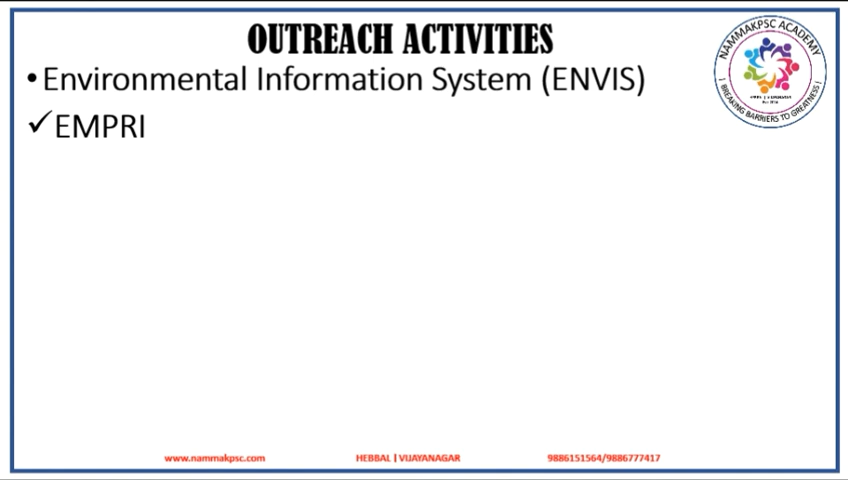 OUTREACH ACTIVITIES
• Environmental Information System (ENVIS)
✓EMPRI
NAMMAKPSC ACADEMY
| BREAKING BARRIERS TO GREATNESS |
www.nammakpsc.com
HEBBAL | VIJAYANAGAR
9886151564/9886777417